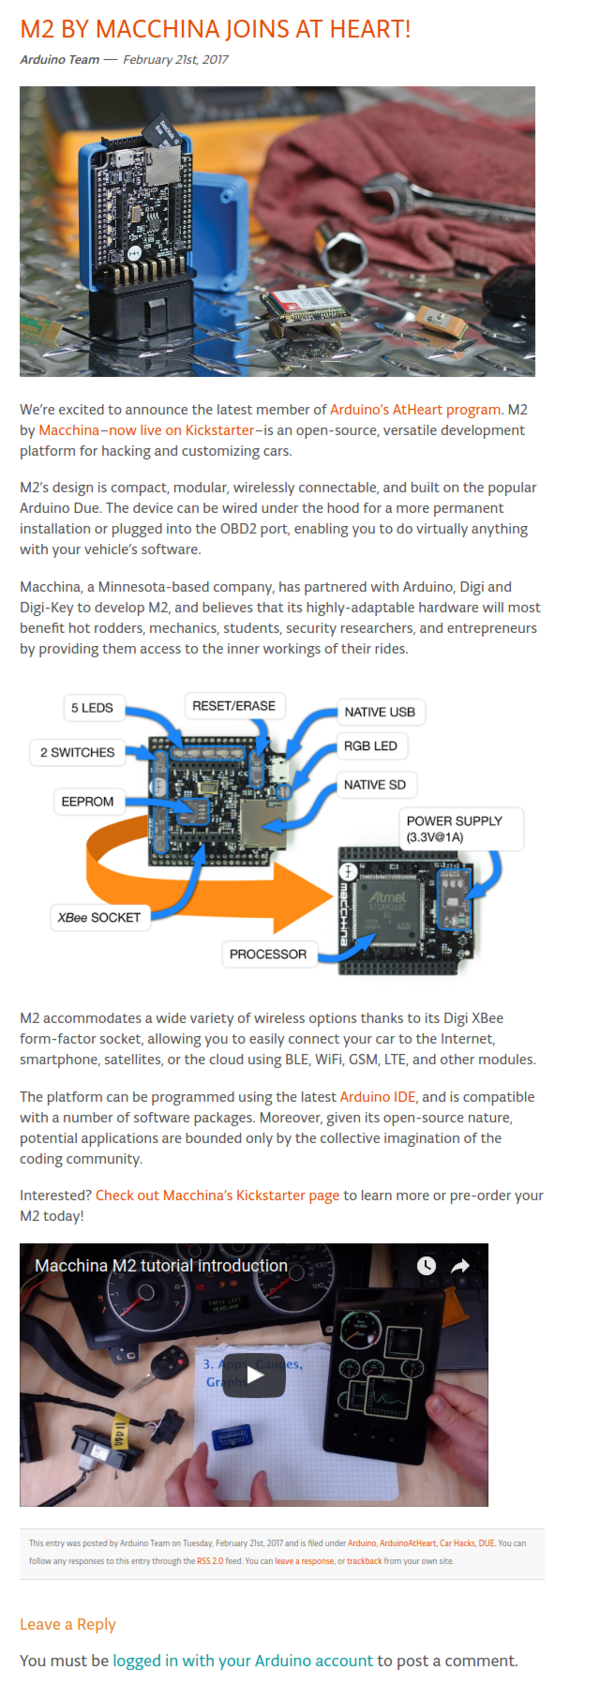 M2 BY MACCHINA JOINS AT HEART!
Arduino Team — February 21st, 2017
SanDisk
We're excited to announce the latest member of Arduino's AtHeart program. M2
by Macchina–now live on Kickstarter–is an open-source, versatile development
platform for hacking and customizing cars.
M2's design is compact, modular, wirelessly connectable, and built on the popular
Arduino Due. The device can be wired under the hood for a more permanent
installation or plugged into the OBD2 port, enabling you to do virtually anything
with your vehicle's software.
Macchina, a Minnesota-based company, has partnered with Arduino, Digi and
Digi-Key to develop M2, and believes that its highly-adaptable hardware will most
benefit hot rodders, mechanics, students, security researchers, and entrepreneurs
by providing them access to the inner workings of their rides.
5 LEDS
RESET/ERASE
NATIVE USB
2 SWITCHES
RGB LED
NATIVE SD
EEPROM
POWER SUPPLY
(3.3V@1A)
Atmel
macchina
XBee SOCKET
PROCESSOR
M2 accommodates a wide variety of wireless options thanks to its Digi XBee
form-factor socket, allowing you to easily connect your car to the Internet,
smartphone, satellites, or the cloud using BLE, WiFi, GSM, LTE, and other modules.
The platform can be programmed using the latest Arduino IDE, and is compatible
with a number of software packages. Moreover, given its open-source nature,
potential applications are bounded only by the collective imagination of the
coding community.
Interested? Check out Macchina's Kickstarter page to learn more or pre-order your
M2 today!
Macchina M2 tutorial introduction
3. Apps, Gauges,
This entry was posted by Arduino Team on Tuesday, February 21st, 2017 and is filed under Arduino, ArduinoAtHeart, Car Hacks, DUE. You can
follow any responses to this entry through the RSS 2.0 feed. You can leave a response, or trackback from your own site.
Leave a Reply
You must be logged in with your Arduino account to post a comment.